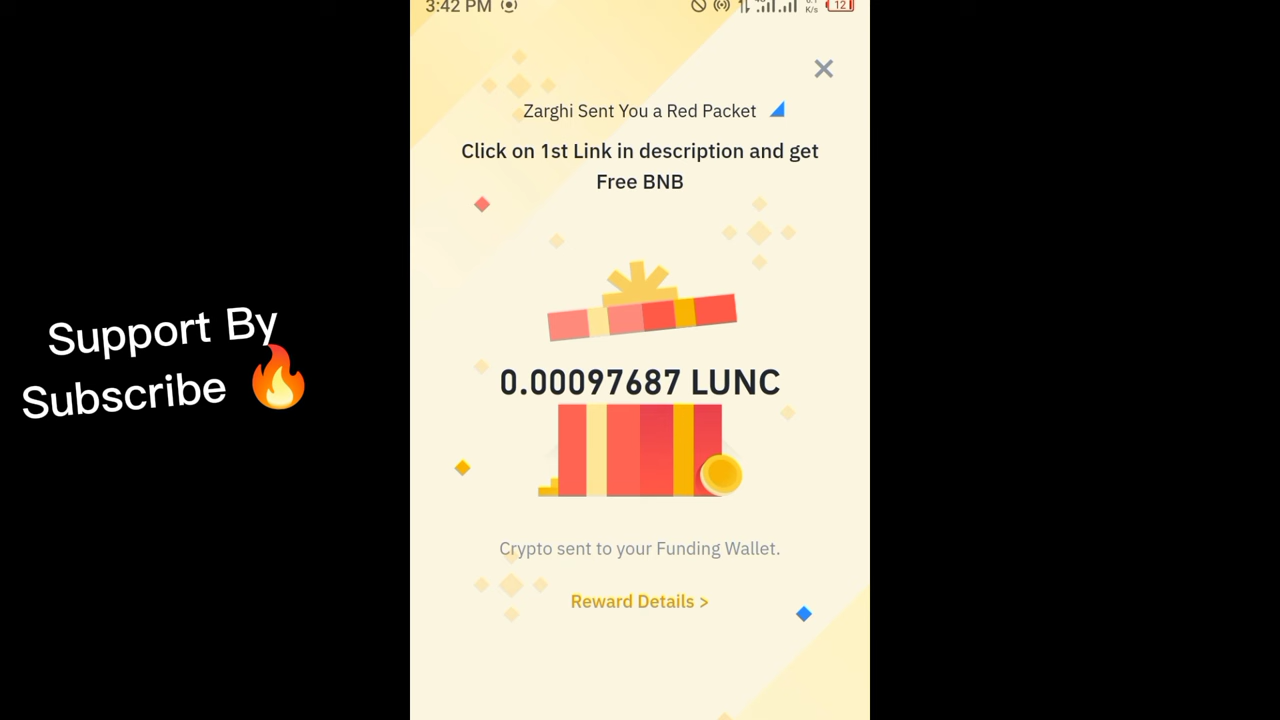 3:42 PM
K/s 12
Zarghi Sent You a Red Packet
Click on 1st Link in description and get
Free BNB
Support By
Subscribe 🔥
0.00097687 LUNC
Crypto sent to your Funding Wallet.
Reward Details >